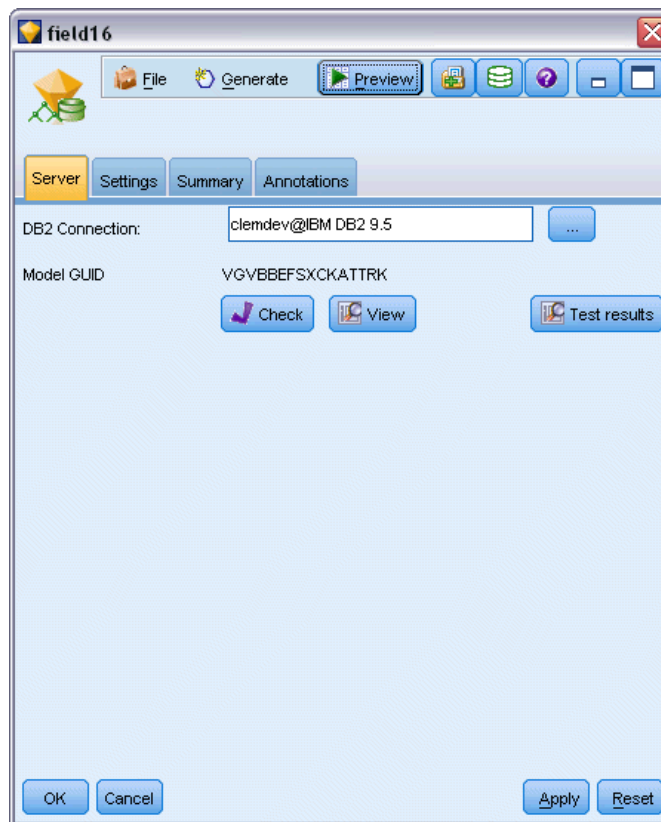 field16
File Generate Preview
Server Settings Summary Annotations
DB2 Connection: clemdev@IBM DB2 9.5 ...
Model GUID VGVBBEFSXCKATTRK
Check View Test results
OK Cancel Apply Reset